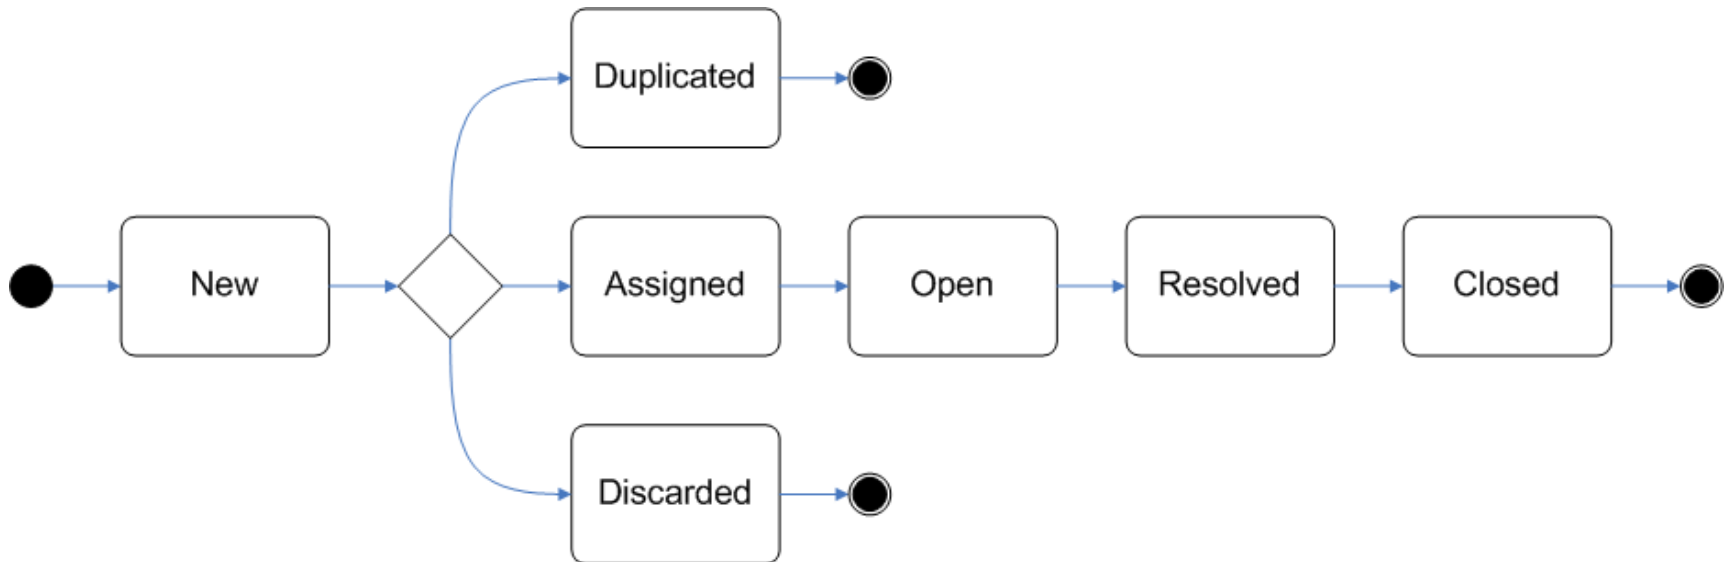 Duplicated
New
Assigned
Open
Resolved
Closed
Discarded